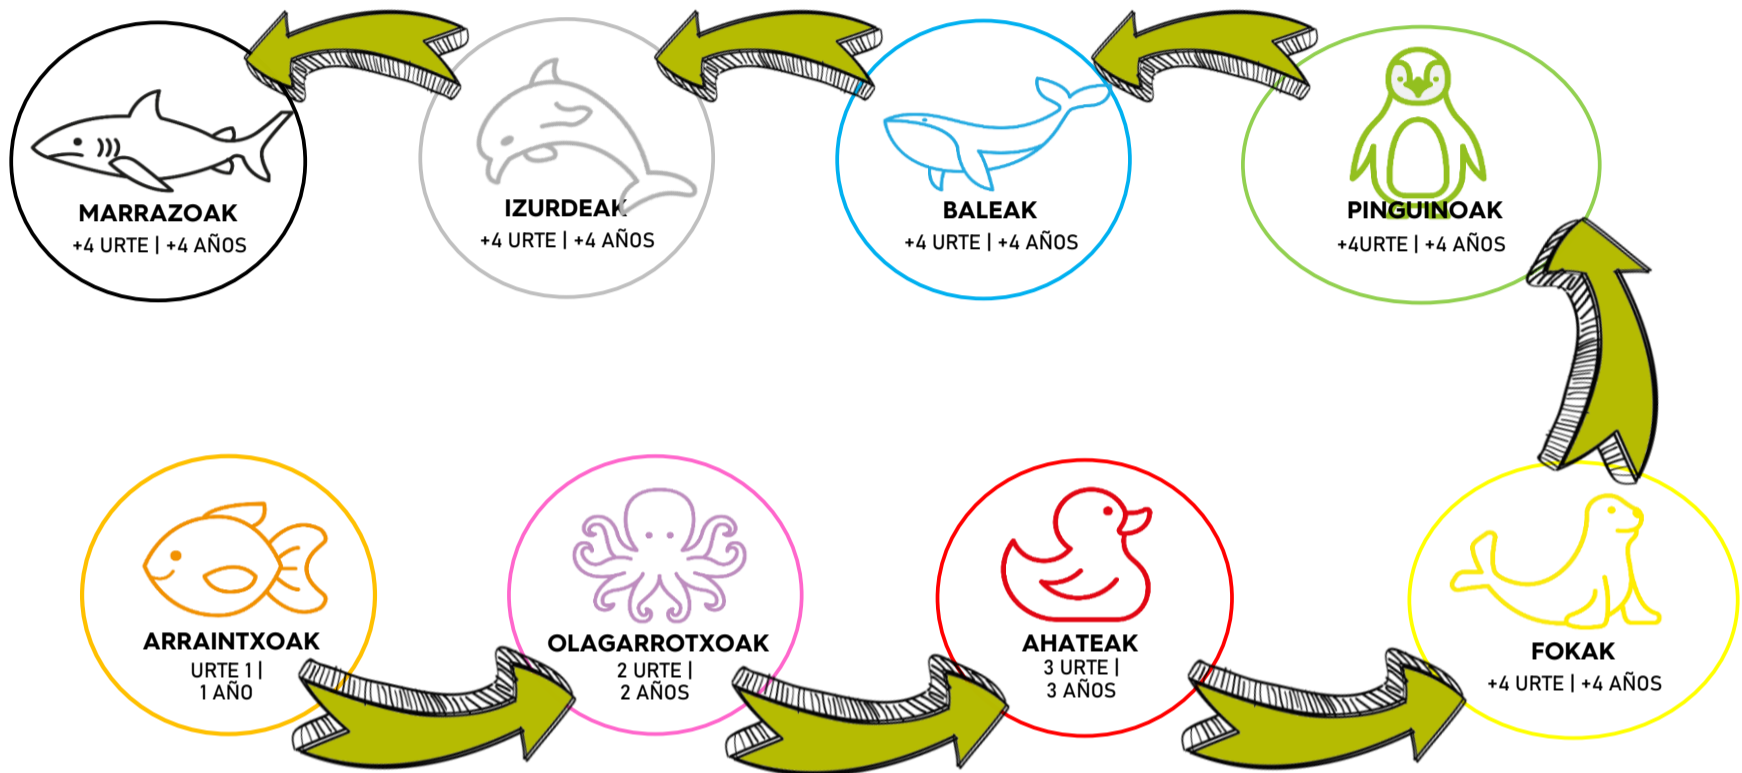 MARRAZOAK
+4 URTE | +4 AÑOS
IZURDEAK
+4 URTE | +4 AÑOS
BALEAK
+4 URTE | +4 AÑOS
PINGUINOAK
+4URTE | +4 AÑOS
ARRAINTXOAK
URTE 1 |
1 AÑO
OLAGARROTXOAK
2 URTE |
2 AÑOS
AHATEAK
3 URTE |
3 AÑOS
FOKAK
+4 URTE | +4 AÑOS